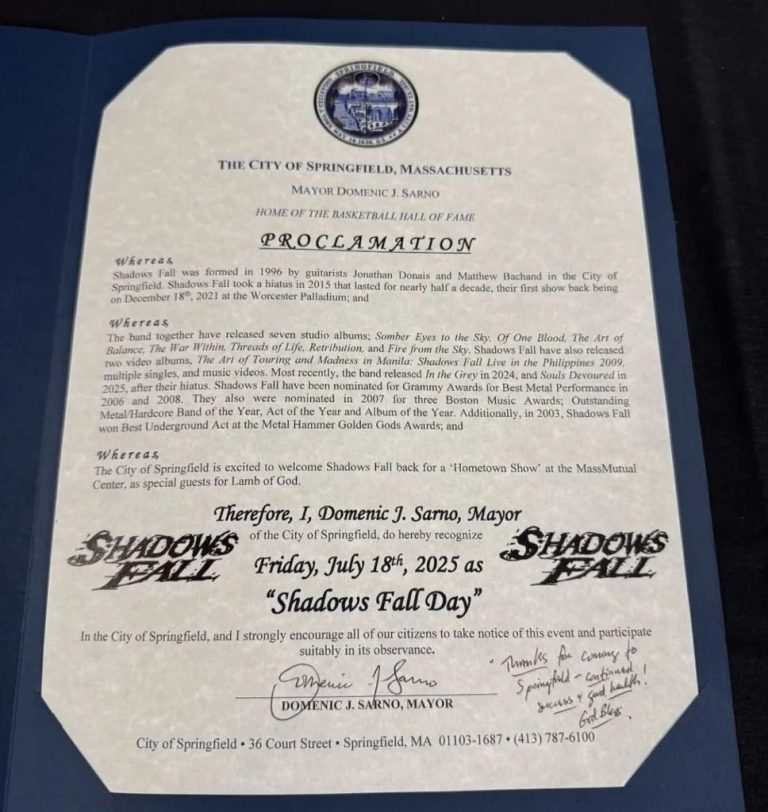 SPRINGFIELD
THE CITY OF SPRINGFIELD, MASSACHUSETTS
MAYOR DOMENIC J. SARNO
HOME OF THE BASKETBALL HALL OF FAME
PROCLAMATION
Whereas,
Shadows Fall was formed in 1996 by guitarists Jonathan Donais and Matthew Bachand in the City of
Springfield. Shadows Fall took a hiatus in 2015 that lasted for nearly half a decade, their first show back being
on December 18th, 2021 at the Worcester Palladium; and
Whereas,
The band together have released seven studio albums; Somber Eyes to the Sky, Of One Blood, The Art of
Balance, The War Within, Threads of Life, Retribution, and Fire from the Sky. Shadows Fall have also released
two video albums, The Art of Touring and Madness in Manila: Shadows Fall Live in the Philippines 2009,
multiple singles, and music videos. Most recently, the band released In the Grey in 2024, and Souls Devoured in
2025, after their hiatus. Shadows Fall have been nominated for Grammy Awards for Best Metal Performance in
2006 and 2008. They also were nominated in 2007 for three Boston Music Awards; Outstanding
Metal/Hardcore Band of the Year, Act of the Year and Album of the Year. Additionally, in 2003, Shadows Fall
won Best Underground Act at the Metal Hammer Golden Gods Awards; and
Whereas,
The City of Springfield is excited to welcome Shadows Fall back for a ‘Hometown Show’ at the MassMutual
Center, as special guests for Lamb of God.
Therefore, I, Domenic J. Sarno, Mayor
of the City of Springfield, do hereby recognize
SHADOWS FALL
Friday, July 18th, 2025 as
SHADOWS FALL
“Shadows Fall Day”
In the City of Springfield, and I strongly encourage all of our citizens to take notice of this event and participate
suitably in its observance.
Domenic J Sarno
DOMENIC J. SARNO, MAYOR
"Thanks for coming to
Springfield - continued
success & good health!
God Bless.
City of Springfield • 36 Court Street • Springfield, MA 01103-1687 • (413) 787-6100